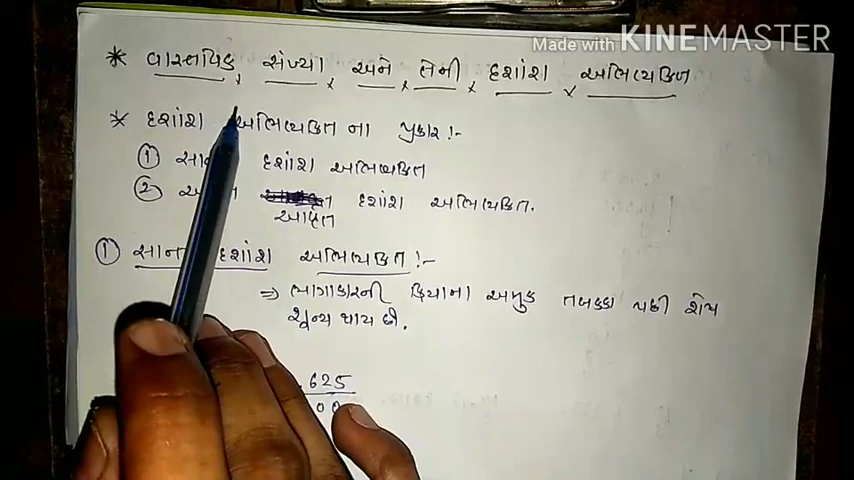 Made with KINEMASTER
* વાસ્તવિક સંખ્યા અને તેની દશાંશ અભિવ્યકિત
* દશાંશ અભિવ્યકિત ના પ્રકાર :-
① દશાંશ અભિવ્યકિત
② આવૃત દશાંશ અભિવ્યકિત.
① દશાંશ અભિવ્યકિત :-
⇒ ભાગાકારની ક્રિયાના અમુક તબક્કા પછી શેષ
શૂન્ય થાય છે.
.625
00